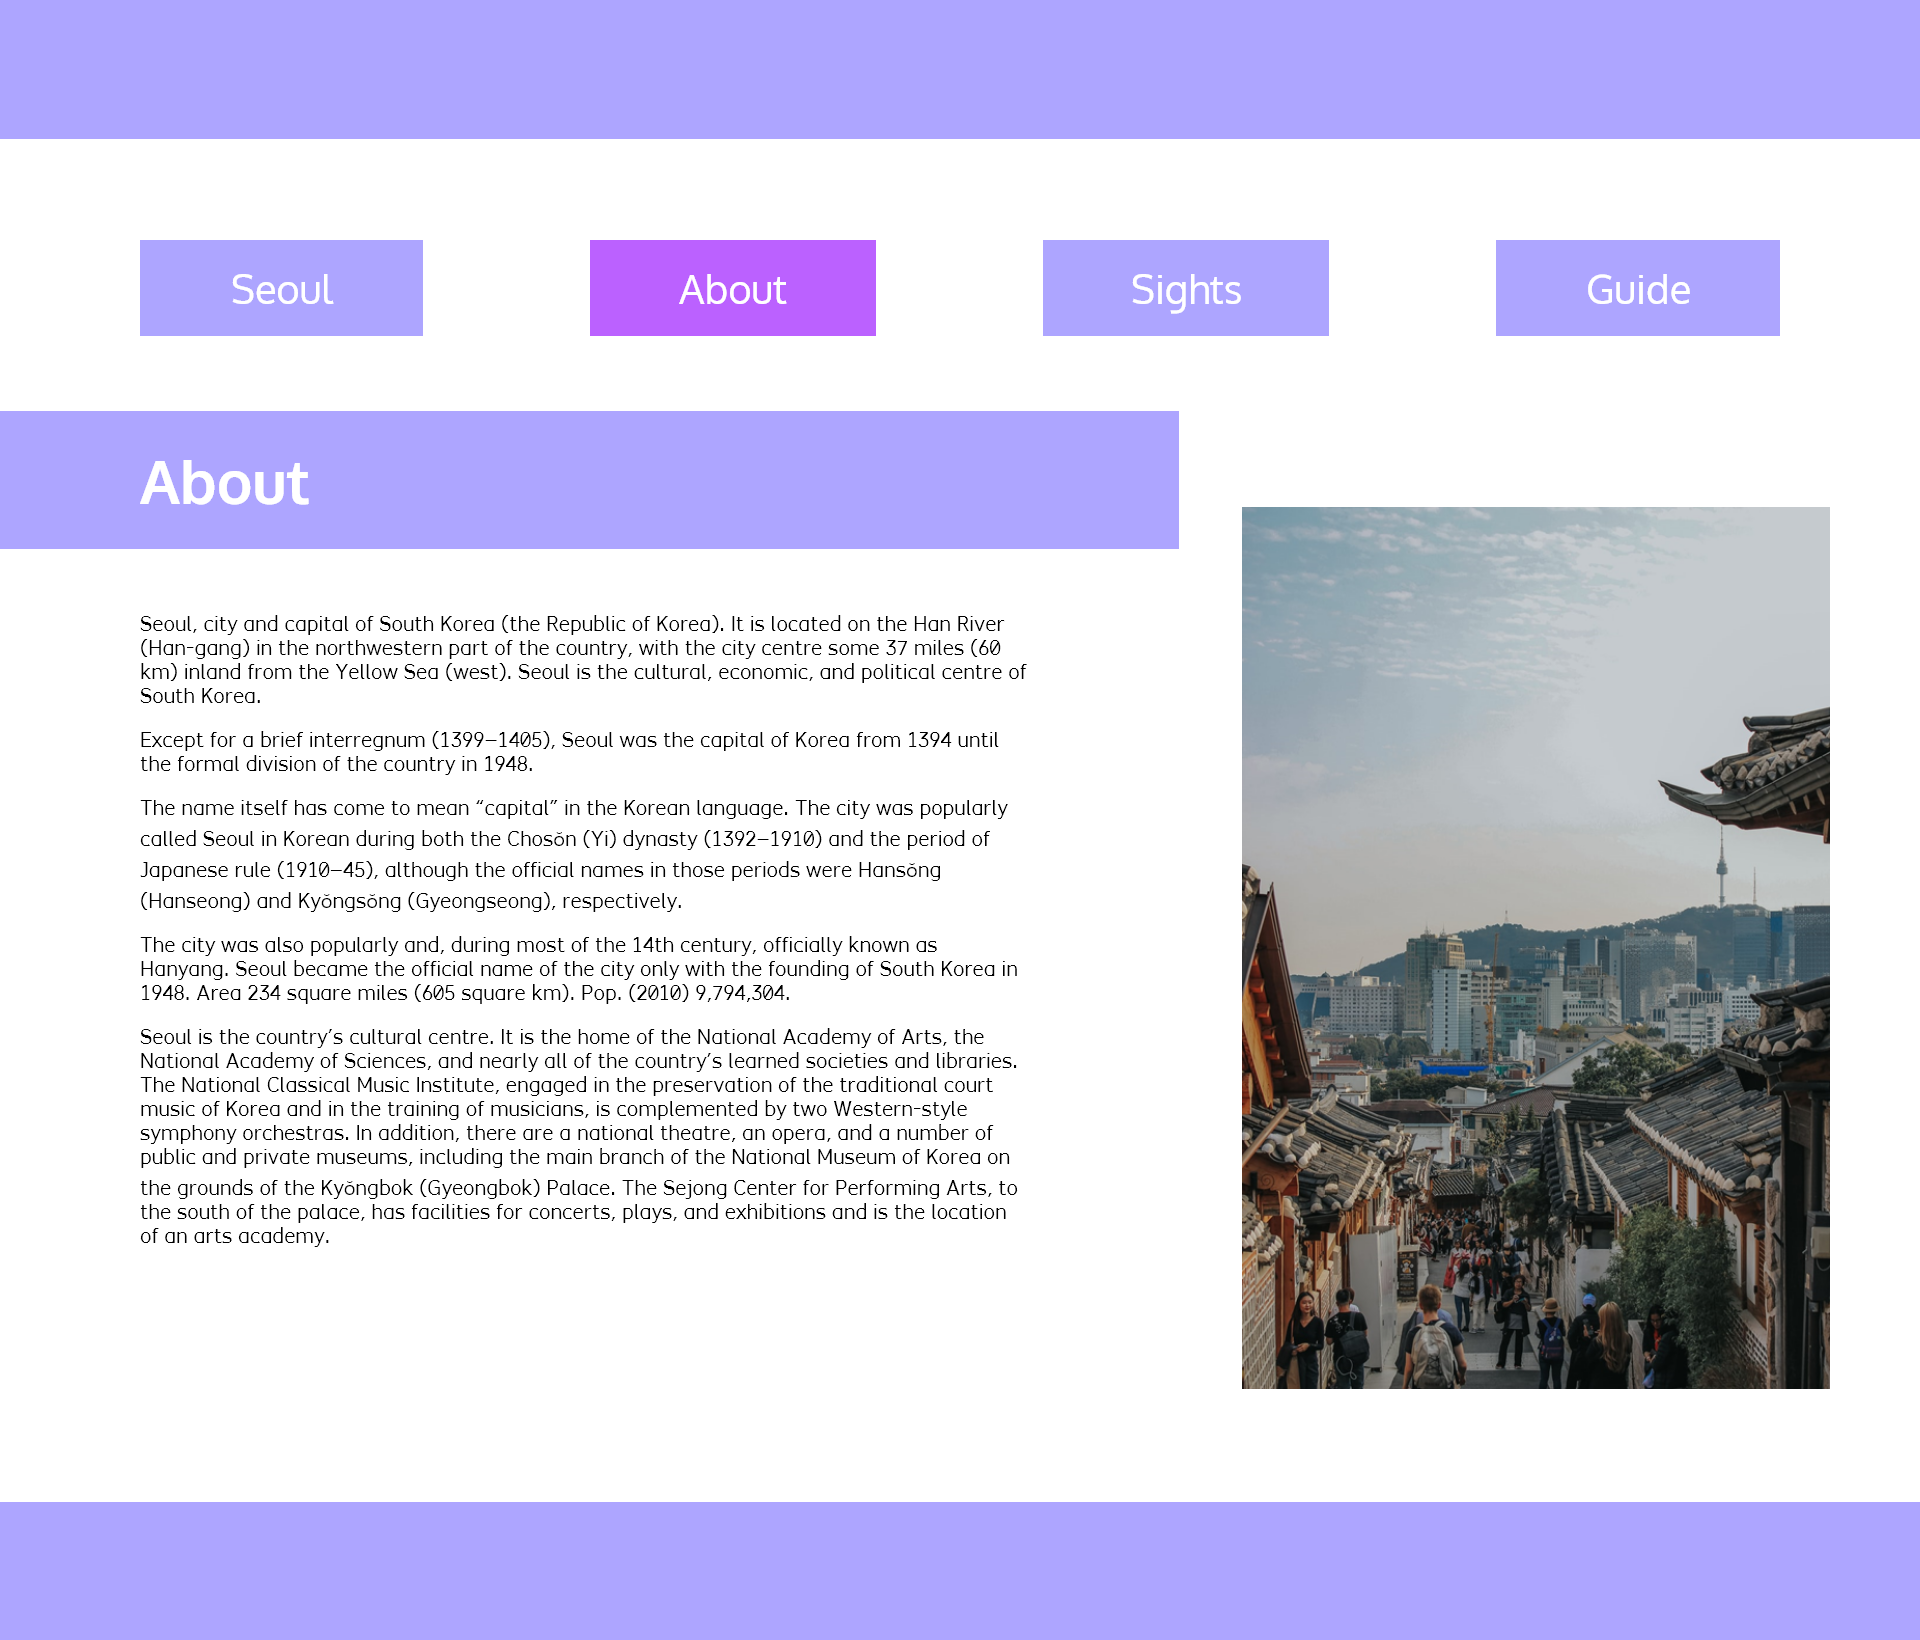 Seoul
About
Sights
Guide
About
Seoul, city and capital of South Korea (the Republic of Korea). It is located on the Han River
(Han-gang) in the northwestern part of the country, with the city centre some 37 miles (60
km) inland from the Yellow Sea (west). Seoul is the cultural, economic, and political centre of
South Korea.
Except for a brief interregnum (1399–1405), Seoul was the capital of Korea from 1394 until
the formal division of the country in 1948.
The name itself has come to mean “capital” in the Korean language. The city was popularly
called Seoul in Korean during both the Chosŏn (Yi) dynasty (1392–1910) and the period of
Japanese rule (1910–45), although the official names in those periods were Hansŏng
(Hanseong) and Kyŏngsŏng (Gyeongseong), respectively.
The city was also popularly and, during most of the 14th century, officially known as
Hanyang. Seoul became the official name of the city only with the founding of South Korea in
1948. Area 234 square miles (605 square km). Pop. (2010) 9,794,304.
Seoul is the country’s cultural centre. It is the home of the National Academy of Arts, the
National Academy of Sciences, and nearly all of the country’s learned societies and libraries.
The National Classical Music Institute, engaged in the preservation of the traditional court
music of Korea and in the training of musicians, is complemented by two Western-style
symphony orchestras. In addition, there are a national theatre, an opera, and a number of
public and private museums, including the main branch of the National Museum of Korea on
the grounds of the Kyŏngbok (Gyeongbok) Palace. The Sejong Center for Performing Arts, to
the south of the palace, has facilities for concerts, plays, and exhibitions and is the location
of an arts academy.